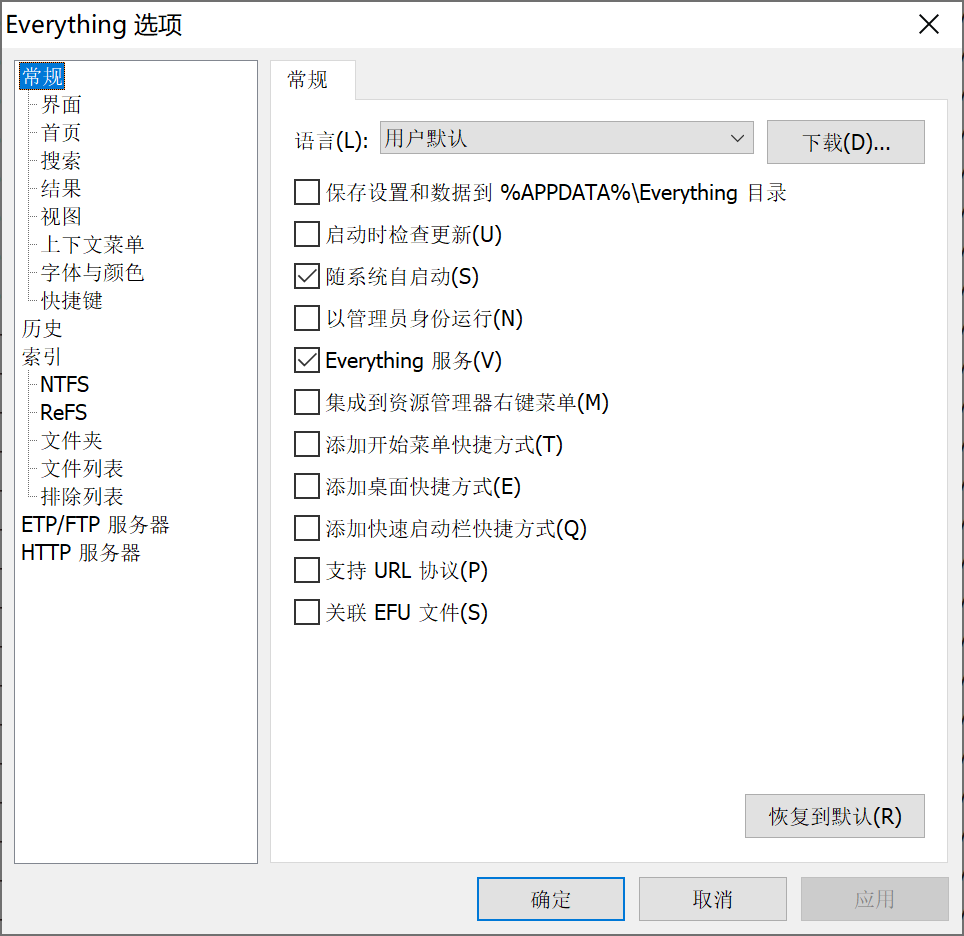 Everything 选项
常规
界面
首页
搜索
结果
视图
上下文菜单
字体与颜色
快捷键
历史
索引
NTFS
ReFS
文件夹
文件列表
排除列表
ETP/FTP 服务器
HTTP 服务器
常规
语言(L): 用户默认 下载(D)...
保存设置和数据到 %APPDATA%\Everything 目录
启动时检查更新(U)
随系统自启动(S)
以管理员身份运行(N)
Everything 服务(V)
集成到资源管理器右键菜单(M)
添加开始菜单快捷方式(T)
添加桌面快捷方式(E)
添加快速启动栏快捷方式(Q)
支持 URL 协议(P)
关联 EFU 文件(S)
恢复到默认(R)
确定 取消 应用